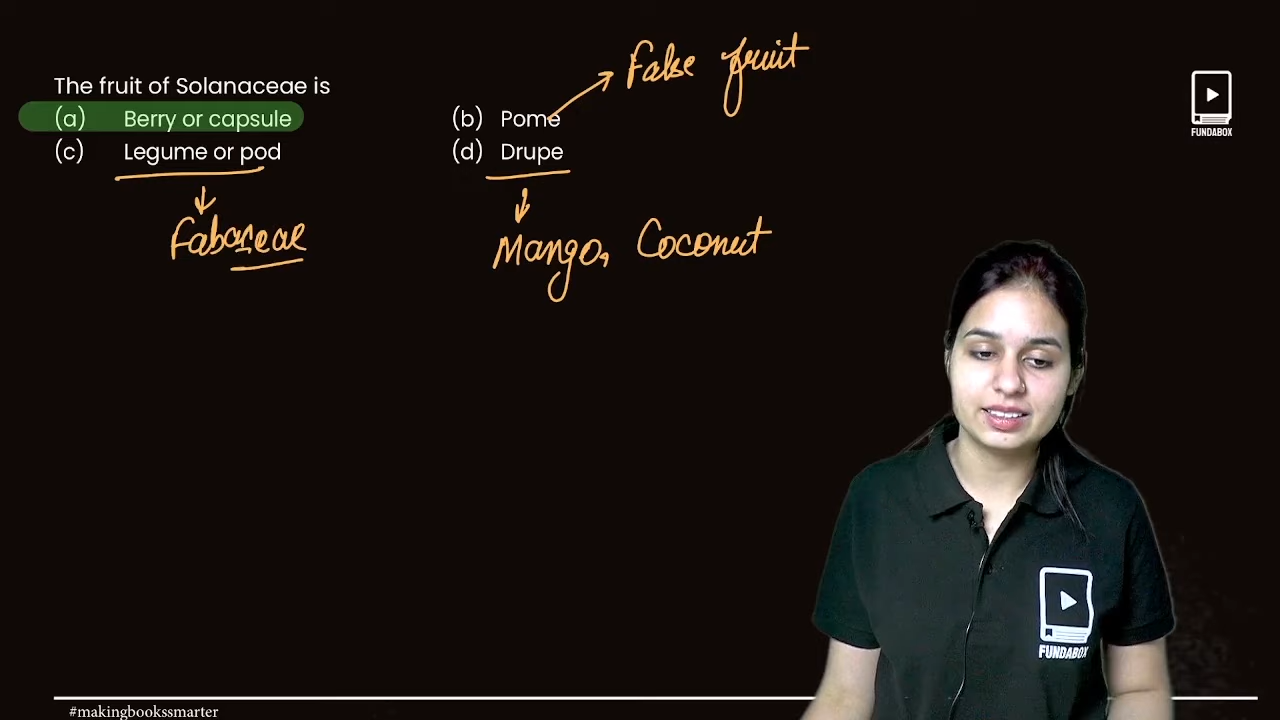 False fruit
The fruit of Solanaceae is
(a) Berry or capsule (b) Pome
(c) Legume or pod (d) Drupe
Fabaceae
Mango, Coconut
FUNDABOX
FUNDABOX
#makingbookssmarter